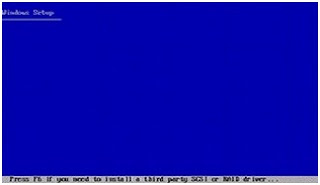 Windows Setup
Press F6 if you need to install a third party SCSI or RAID driver...